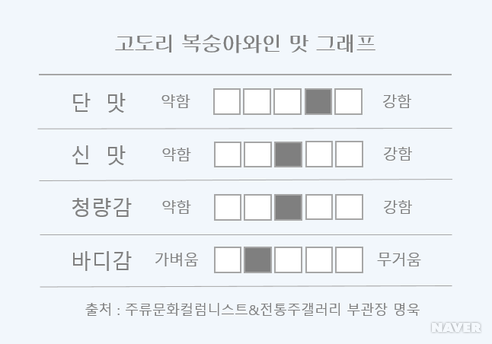 고도리 복숭아와인 맛 그래프
단 맛 약함 강함
신 맛 약함 강함
청량감 약함 강함
바디감 가벼움 무거움
출처 : 주류문화컬럼니스트&전통주갤러리 부관장 명욱
NAVER